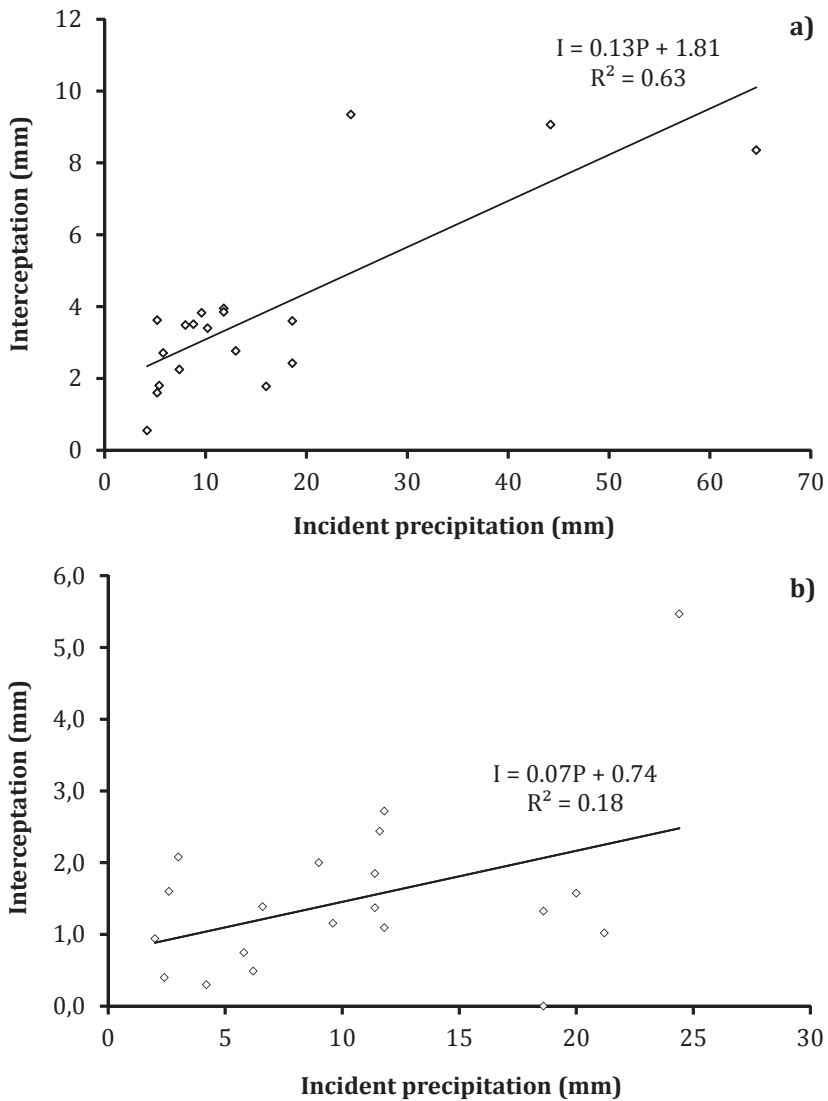 a)
I = 0.13P + 1.81
R² = 0.63
12
10
8
6
4
2
0
Interceptation (mm)
0 10 20 30 40 50 60 70
Incident precipitation (mm)
b)
I = 0.07P + 0.74
R² = 0.18
6,0
5,0
4,0
3,0
2,0
1,0
0,0
Interceptation (mm)
0 5 10 15 20 25 30
Incident precipitation (mm)